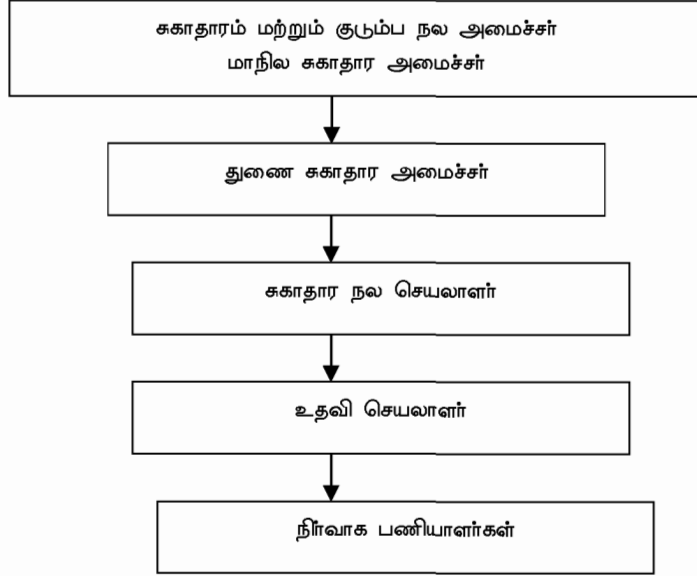 சுகாதாரம் மற்றும் குடும்ப நல அமைச்சர்
மாநில சுகாதார அமைச்சர்
துணை சுகாதார அமைச்சர்
சுகாதார நல செயலாளர்
உதவி செயலாளர்
நிர்வாக பணியாளர்கள்